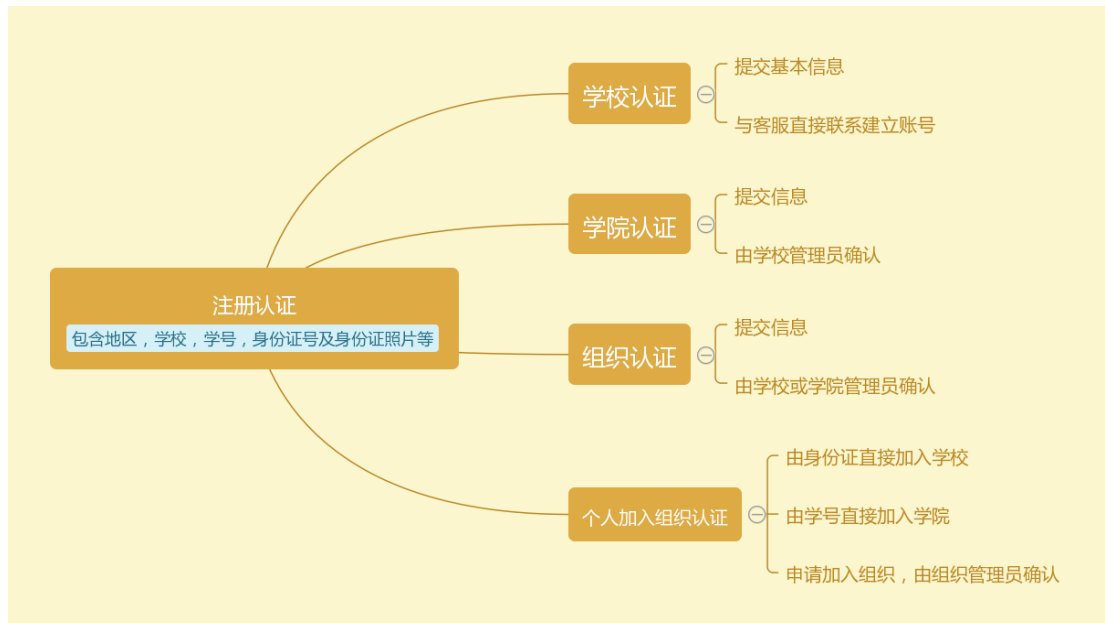 注册认证
包含地区，学校，学号，身份证号及身份证照片等
学校认证
提交基本信息
与客服直接联系建立账号
学院认证
提交信息
由学校管理员确认
组织认证
提交信息
由学校或学院管理员确认
个人加入组织认证
由身份证直接加入学校
由学号直接加入学院
申请加入组织，由组织管理员确认